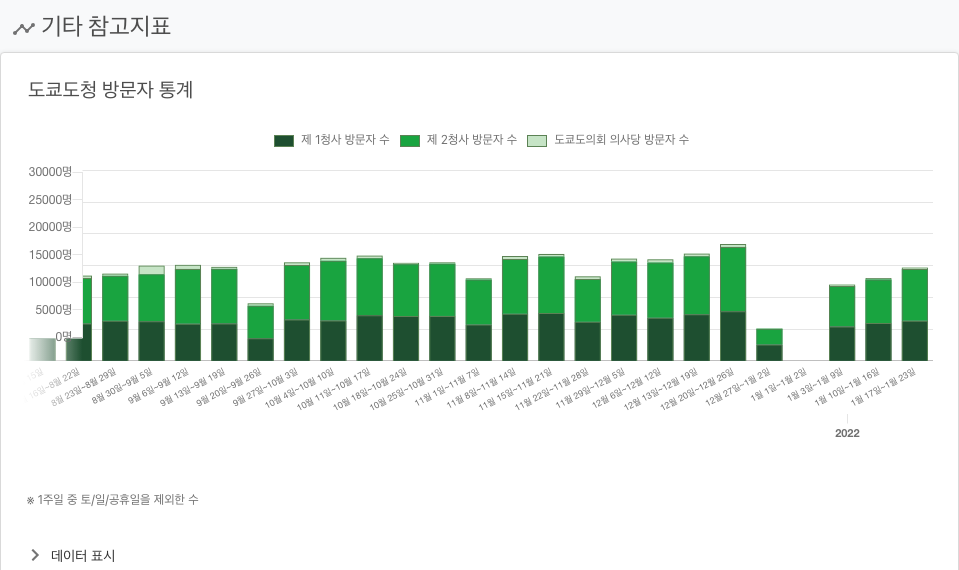 기타 참고지표
도쿄도청 방문자 통계
제 1청사 방문자 수 제 2청사 방문자 수 도쿄도의회 의사당 방문자 수
30000명
25000명
20000명
15000명
10000명
5000명
0명
8월 22일
8월 23일~8월 29일
8월 30일~9월 5일
9월 6일~9월 12일
9월 13일~9월 19일
9월 20일~9월 26일
9월 27일~10월 3일
10월 4일~10월 10일
10월 11일~10월 17일
10월 18일~10월 24일
10월 25일~10월 31일
11월 1일~11월 7일
11월 8일~11월 14일
11월 15일~11월 21일
11월 22일~11월 28일
11월 29일~12월 5일
12월 6일~12월 12일
12월 13일~12월 19일
12월 20일~12월 26일
12월 27일~1월 2일
1월 1일~1월 2일
1월 3일~1월 9일
1월 10일~1월 16일
1월 17일~1월 23일
2022
※ 1주일 중 토/일/공휴일을 제외한 수
데이터 표시